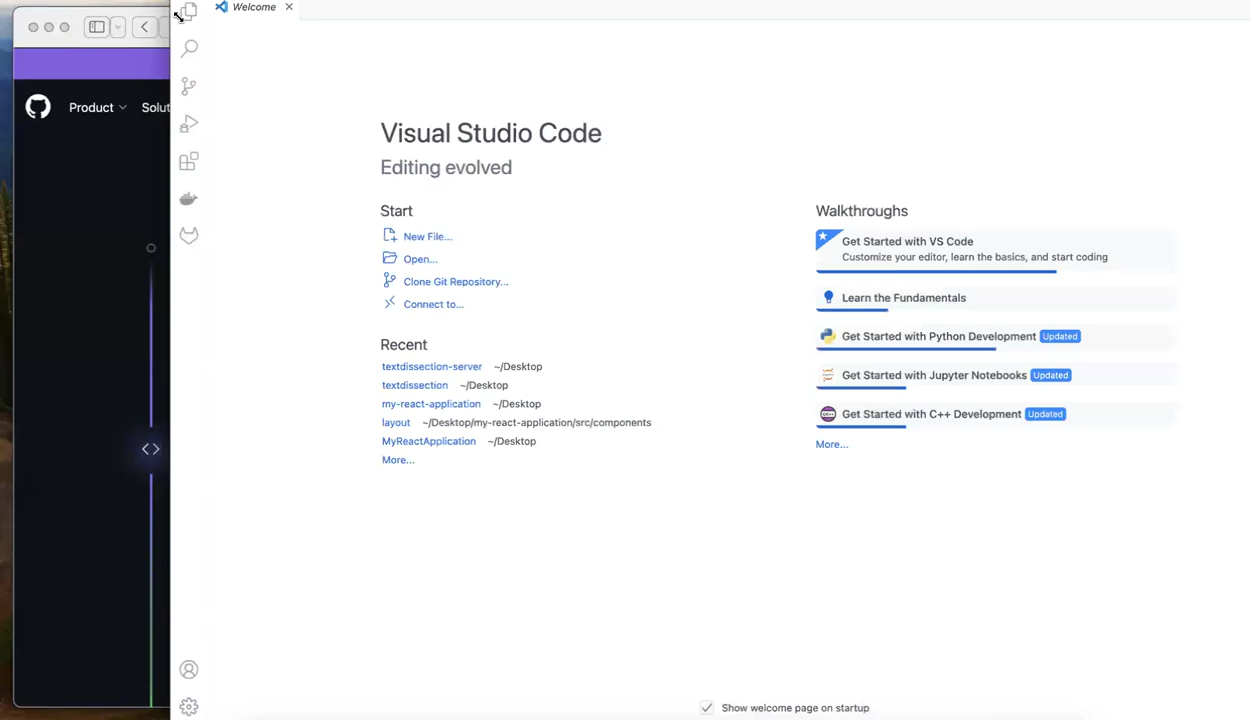 Welcome
Product
Solut
Visual Studio Code
Editing evolved
Start
New File...
Open...
Clone Git Repository...
Connect to...
Recent
textdissection-server ~/Desktop
textdissection ~/Desktop
my-react-application ~/Desktop
layout ~/Desktop/my-react-application/src/components
MyReactApplication ~/Desktop
More...
Walkthroughs
Get Started with VS Code
Customize your editor, learn the basics, and start coding
Learn the Fundamentals
Get Started with Python Development Updated
Get Started with Jupyter Notebooks Updated
Get Started with C++ Development Updated
More...
Show welcome page on startup